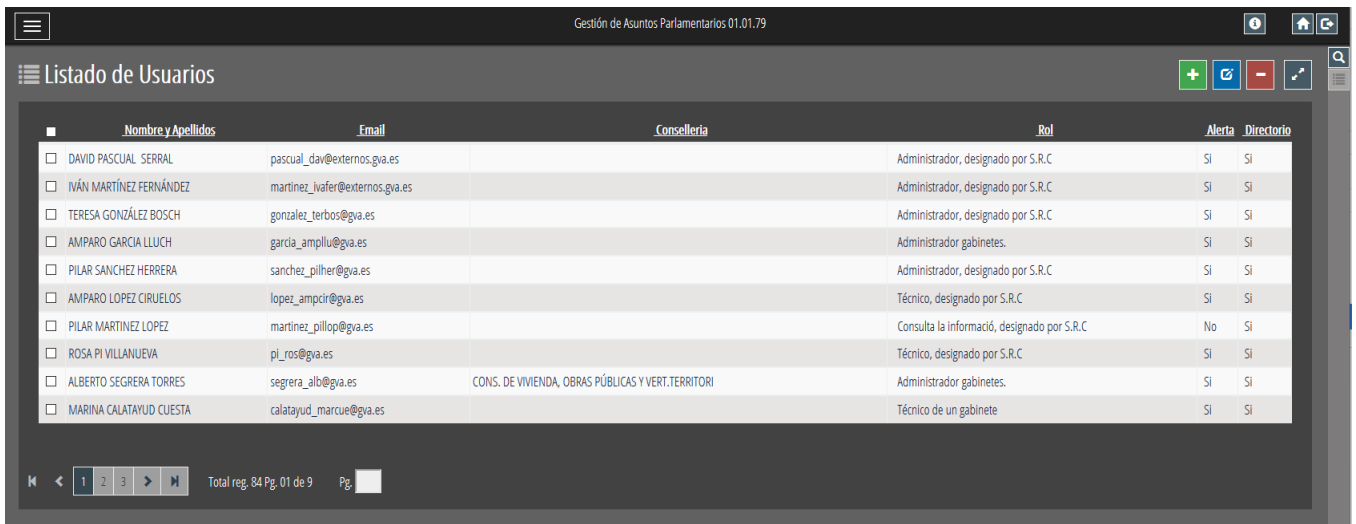 Gestión de Asuntos Parlamentarios 01.01.79
Listado de Usuarios
Nombre y Apellidos Email Conselleria Rol Alerta Directorio
DAVID PASCUAL SERRAL pascual_dav@externos.gva.es Administrador, designado por S.R.C Si Si
IVÁN MARTÍNEZ FERNÁNDEZ martinez_ivafer@externos.gva.es Administrador, designado por S.R.C Si Si
TERESA GONZÁLEZ BOSCH gonzalez_terbos@gva.es Administrador, designado por S.R.C Si Si
AMPARO GARCIA LLUCH garcia_ampllu@gva.es Administrador gabinetes. Si Si
PILAR SANCHEZ HERRERA sanchez_pilher@gva.es Administrador, designado por S.R.C Si Si
AMPARO LOPEZ CIRUELOS lopez_ampcir@gva.es Técnico, designado por S.R.C Si Si
PILAR MARTINEZ LOPEZ martinez_pillop@gva.es Consulta la informació, designado por S.R.C No Si
ROSA PI VILLANUEVA pi_ros@gva.es Técnico, designado por S.R.C Si Si
ALBERTO SEGRERA TORRES segrera_alb@gva.es CONS. DE VIVIENDA, OBRAS PÚBLICAS Y VERT.TERRITORI Administrador gabinetes. Si Si
MARINA CALATAYUD CUESTA calatayud_marcue@gva.es Técnico de un gabinete Si Si
1 2 3 Total reg. 84 Pg. 01 de 9 Pg.